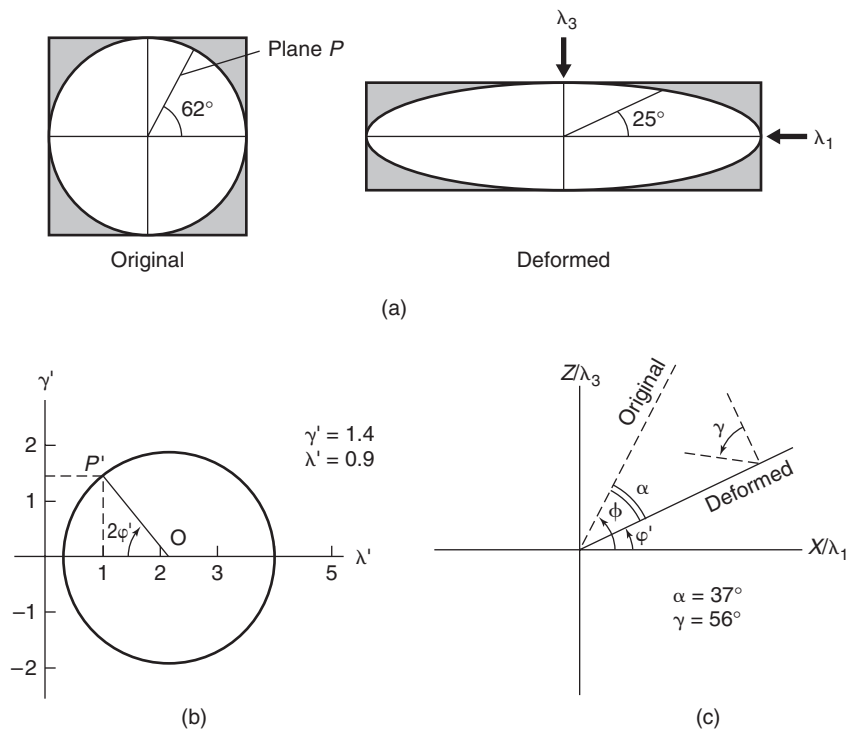 λ3
Plane P
62°
25°
λ1
Original
Deformed
(a)
γ'
2
1
P'
γ' = 1.4
λ' = 0.9
2φ'
O
1 2 3 5 λ'
−1
−2
(b)
Z/λ3
Original
γ
α
Deformed
ϕ
φ'
X/λ1
α = 37°
γ = 56°
(c)